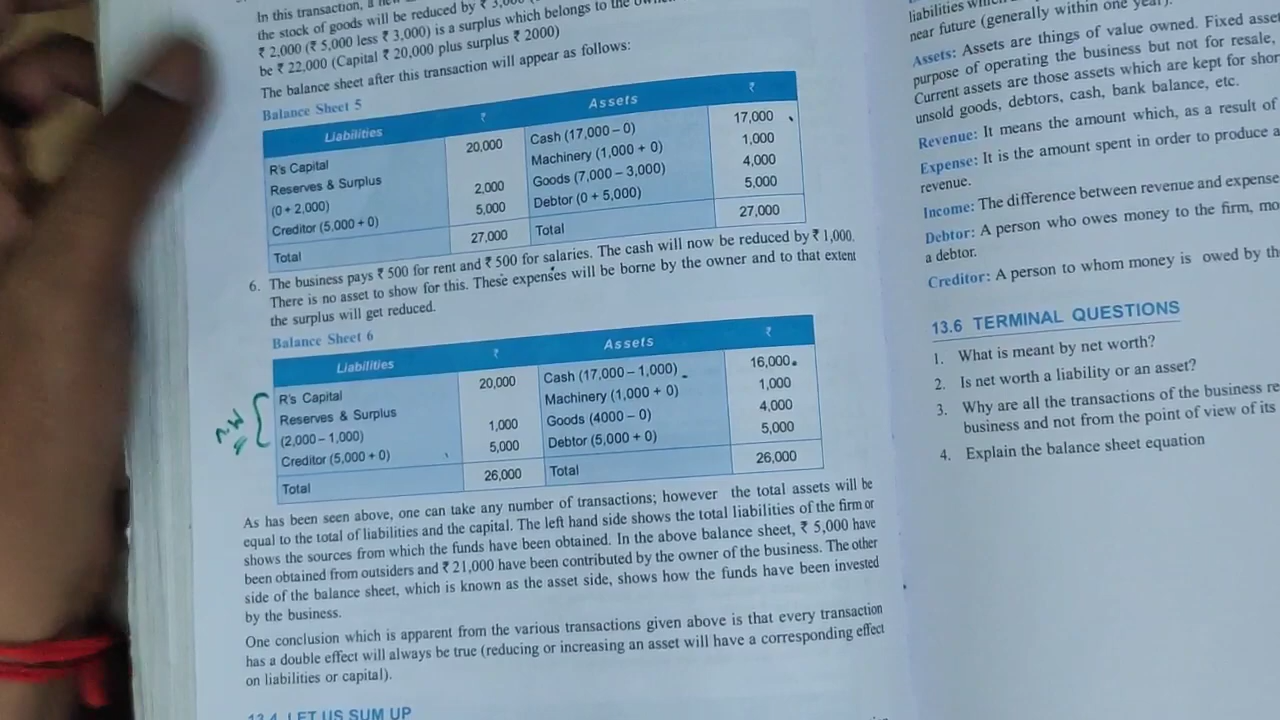 In this transaction, a new
the stock of goods will be reduced by ₹ 3,000
₹ 2,000 (₹ 5,000 less ₹ 3,000) is a surplus which belongs to the
be ₹ 22,000 (Capital ₹ 20,000 plus surplus ₹ 2000)
The balance sheet after this transaction will appear as follows:
Balance Sheet 5
Liabilities ₹ Assets ₹
R's Capital 20,000 Cash (17,000 – 0) 17,000
Reserves & Surplus Machinery (1,000 + 0) 1,000
(0 + 2,000) 2,000 Goods (7,000 – 3,000) 4,000
Creditor (5,000 + 0) 5,000 Debtor (0 + 5,000) 5,000
Total 27,000 Total 27,000
6. The business pays ₹ 500 for rent and ₹ 500 for salaries. The cash will now be reduced by ₹ 1,000.
There is no asset to show for this. These expenses will be borne by the owner and to that extent
the surplus will get reduced.
Balance Sheet 6
Liabilities ₹ Assets ₹
R's Capital 20,000 Cash (17,000 – 1,000) 16,000
Reserves & Surplus Machinery (1,000 + 0) 1,000
(2,000 – 1,000) 1,000 Goods (4000 – 0) 4,000
Creditor (5,000 + 0) 5,000 Debtor (5,000 + 0) 5,000
Total 26,000 Total 26,000
As has been seen above, one can take any number of transactions; however the total assets will be
equal to the total of liabilities and the capital. The left hand side shows the total liabilities of the firm or
shows the sources from which the funds have been obtained. In the above balance sheet, ₹ 5,000 have
been obtained from outsiders and ₹ 21,000 have been contributed by the owner of the business. The other
side of the balance sheet, which is known as the asset side, shows how the funds have been invested
by the business.
One conclusion which is apparent from the various transactions given above is that every transaction
has a double effect will always be true (reducing or increasing an asset will have a corresponding effect
on liabilities or capital).
13.4 LET US SUM UP
liabilities
near future (generally within one year).
Assets: Assets are things of value owned. Fixed
purpose of operating the business but not for resale,
Current assets are those assets which are kept for
unsold goods, debtors, cash, bank balance, etc.
Revenue: It means the amount which, as a result of
Expense: It is the amount spent in order to produce a
revenue.
Income: The difference between revenue and expense
Debtor: A person who owes money to the firm,
a debtor.
Creditor: A person to whom money is owed by
13.6 TERMINAL QUESTIONS
1. What is meant by net worth?
2. Is net worth a liability or an asset?
3. Why are all the transactions of the business
business and not from the point of view of its
4. Explain the balance sheet equation